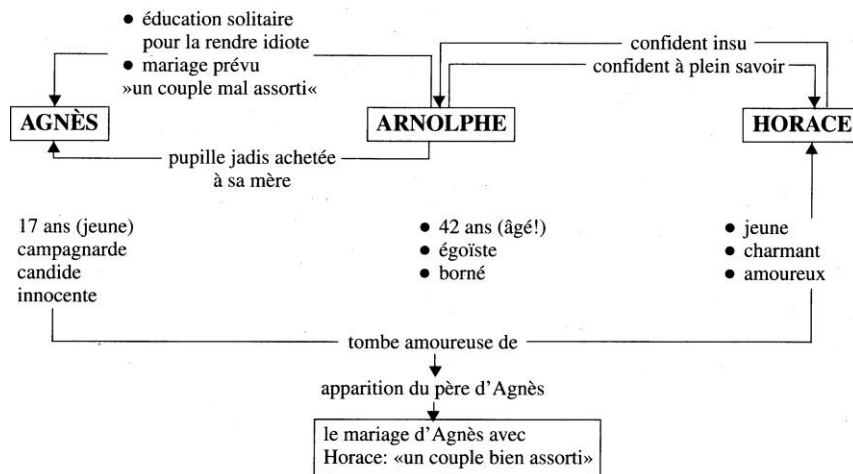 ● éducation solitaire
pour la rendre idiote
● mariage prévu
»un couple mal assorti«
confident insu
confident à plein savoir
AGNÈS
ARNOLPHE
HORACE
pupille jadis achetée
à sa mère
17 ans (jeune)
campagnarde
candide
innocente
● 42 ans (âgé!)
● égoïste
● borné
● jeune
● charmant
● amoureux
tombe amoureuse de
apparition du père d'Agnès
le mariage d'Agnès avec
Horace: «un couple bien assorti»